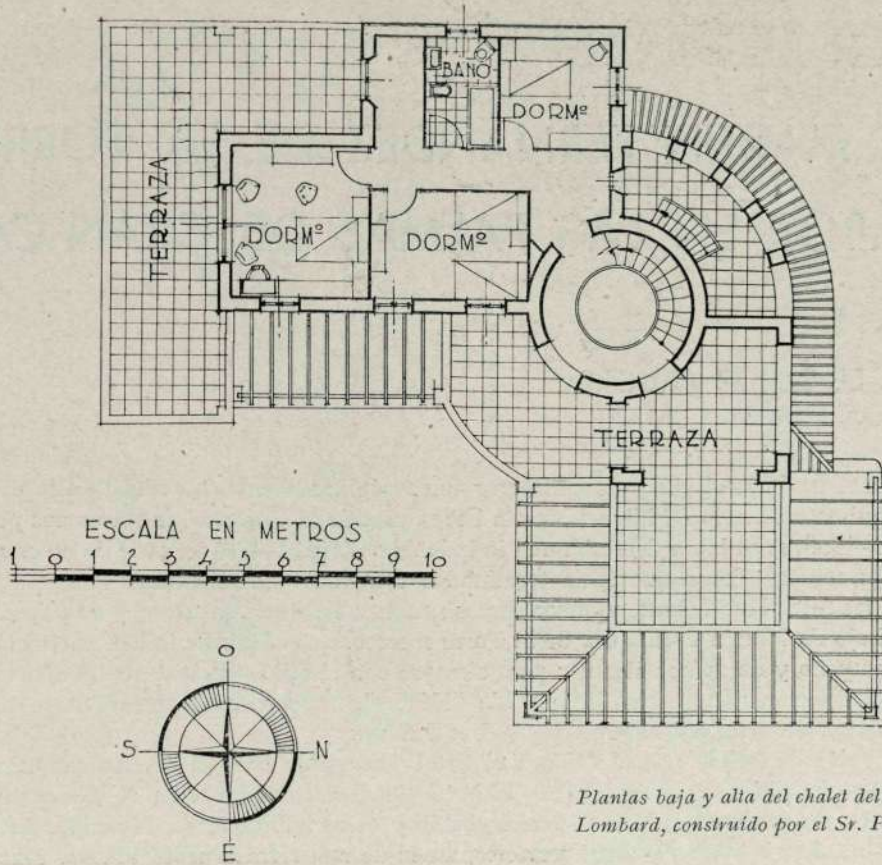 BAÑO
DORMº
TERRAZA
DORMº
DORMº
TERRAZA
ESCALA EN METROS
1 0 1 2 3 4 5 6 7 8 9 10
O
S N
E
Plantas baja y alta del chalet del
Lombard, construído por el Sr.